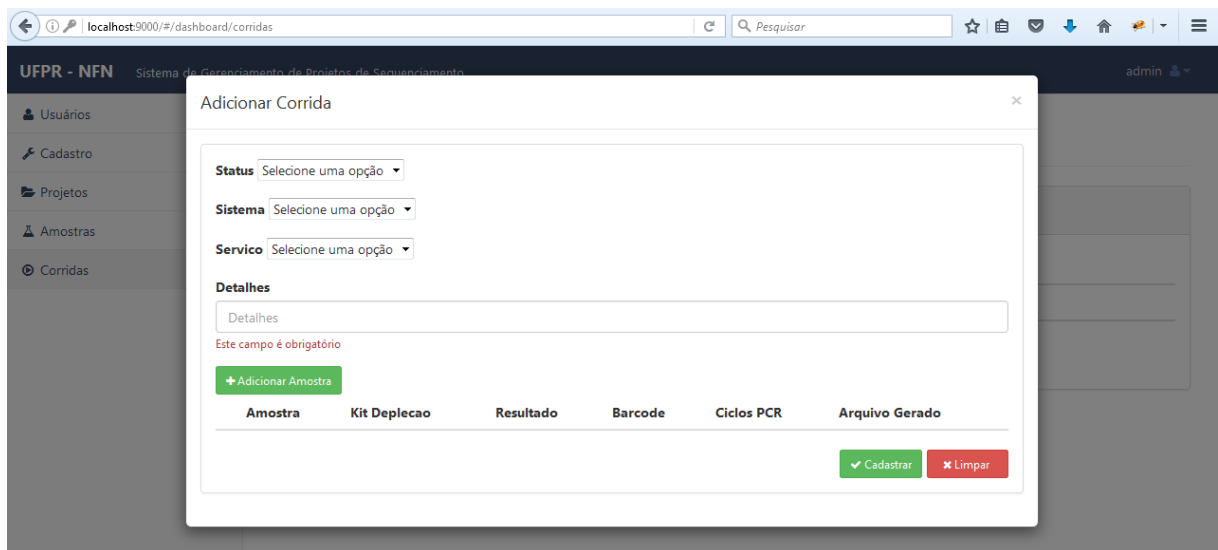 localhost:9000/#/dashboard/corridas
Pesquisar
UFPR - NFN Sistema de Gerenciamento de Projetos de Sequenciamento admin
Adicionar Corrida ×
Usuários
Cadastro
Projetos
Amostras
Corridas
Status Selecione uma opção
Sistema Selecione uma opção
Servico Selecione uma opção
Detalhes
Detalhes
Este campo é obrigatório
Adicionar Amostra
Amostra Kit Deplecao Resultado Barcode Ciclos PCR Arquivo Gerado
Cadastrar Limpar